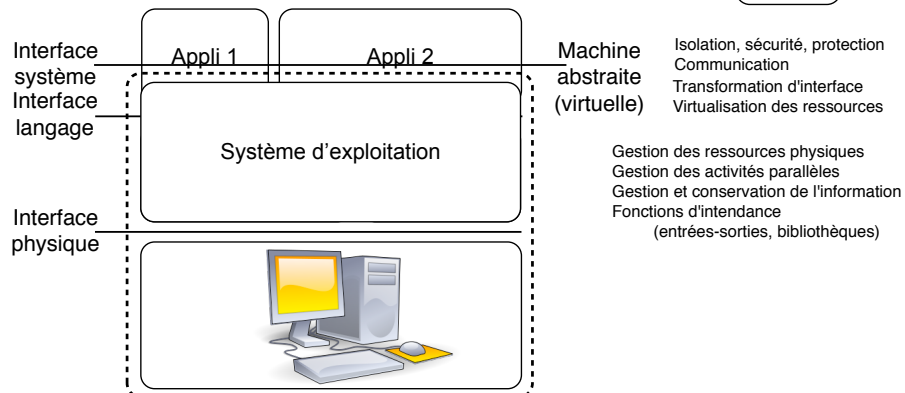 Interface
système
Interface
langage
Appli 1
Appli 2
Machine
abstraite
(virtuelle)
Isolation, sécurité, protection
Communication
Transformation d'interface
Virtualisation des ressources
Système d'exploitation
Gestion des ressources physiques
Gestion des activités parallèles
Gestion et conservation de l'information
Fonctions d'intendance
(entrées-sorties, bibliothèques)
Interface
physique